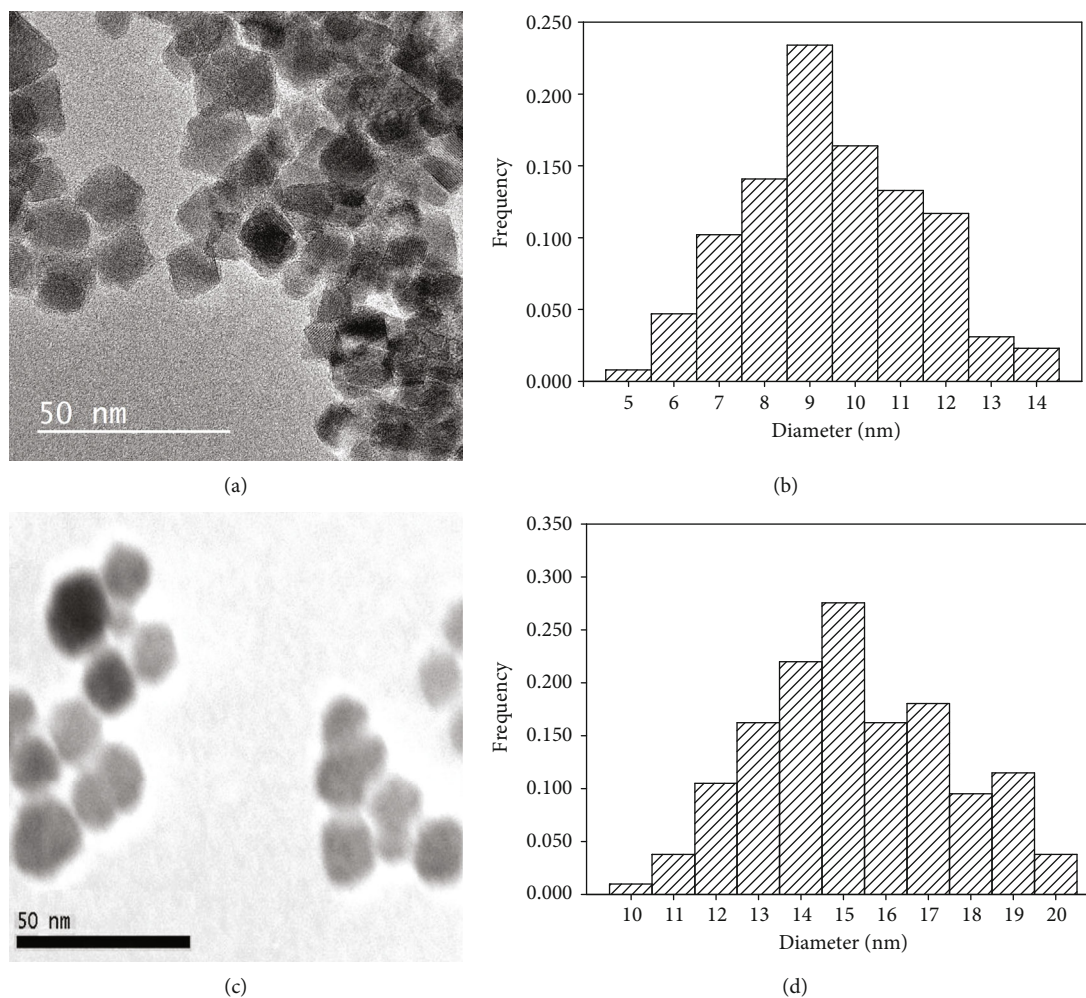 50 nm
(a)
Frequency
0.250
0.200
0.150
0.100
0.050
0.000
5 6 7 8 9 10 11 12 13 14
Diameter (nm)
(b)
50 nm
(c)
Frequency
0.350
0.300
0.250
0.200
0.150
0.100
0.050
0.000
10 11 12 13 14 15 16 17 18 19 20
Diameter (nm)
(d)